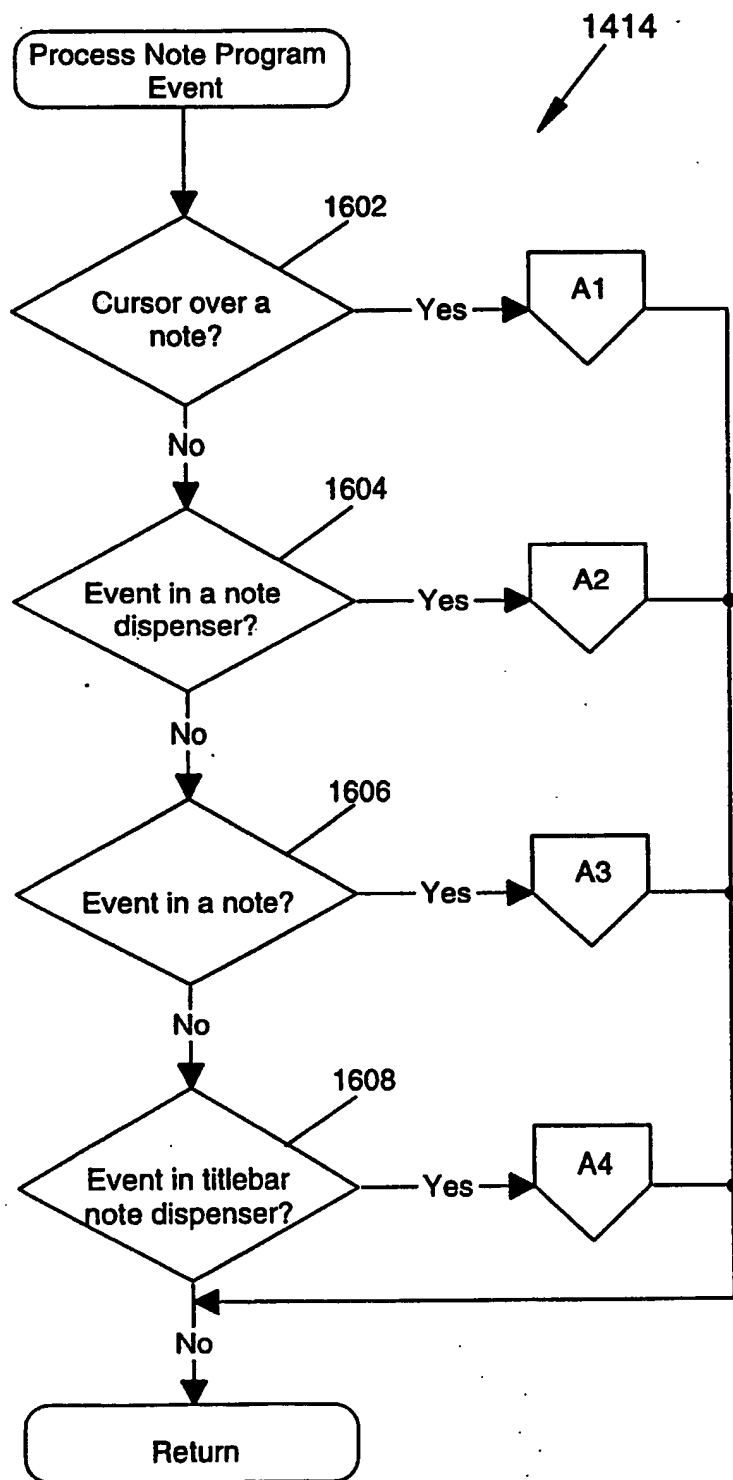 1414
Process Note Program
Event
1602
Cursor over a
note?
Yes
A1
No
1604
Event in a note
dispenser?
Yes
A2
No
1606
Event in a note?
Yes
A3
No
1608
Event in titlebar
note dispenser?
Yes
A4
No
Return